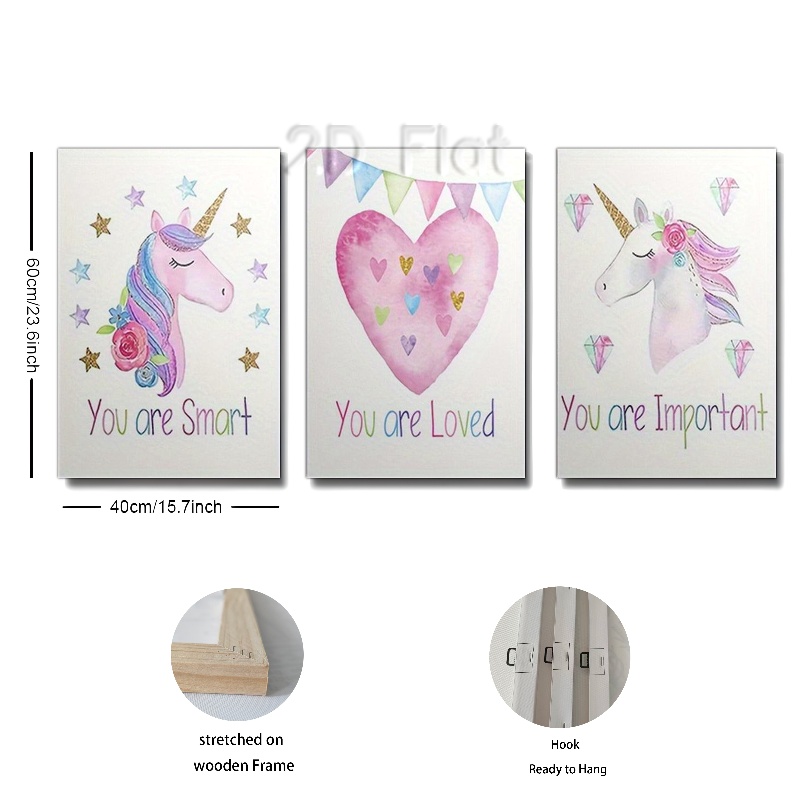 2D Flat
60cm/23.6inch
You are Smart
You are Loved
You are Important
40cm/15.7inch
stretched on
wooden Frame
Hook
Ready to Hang